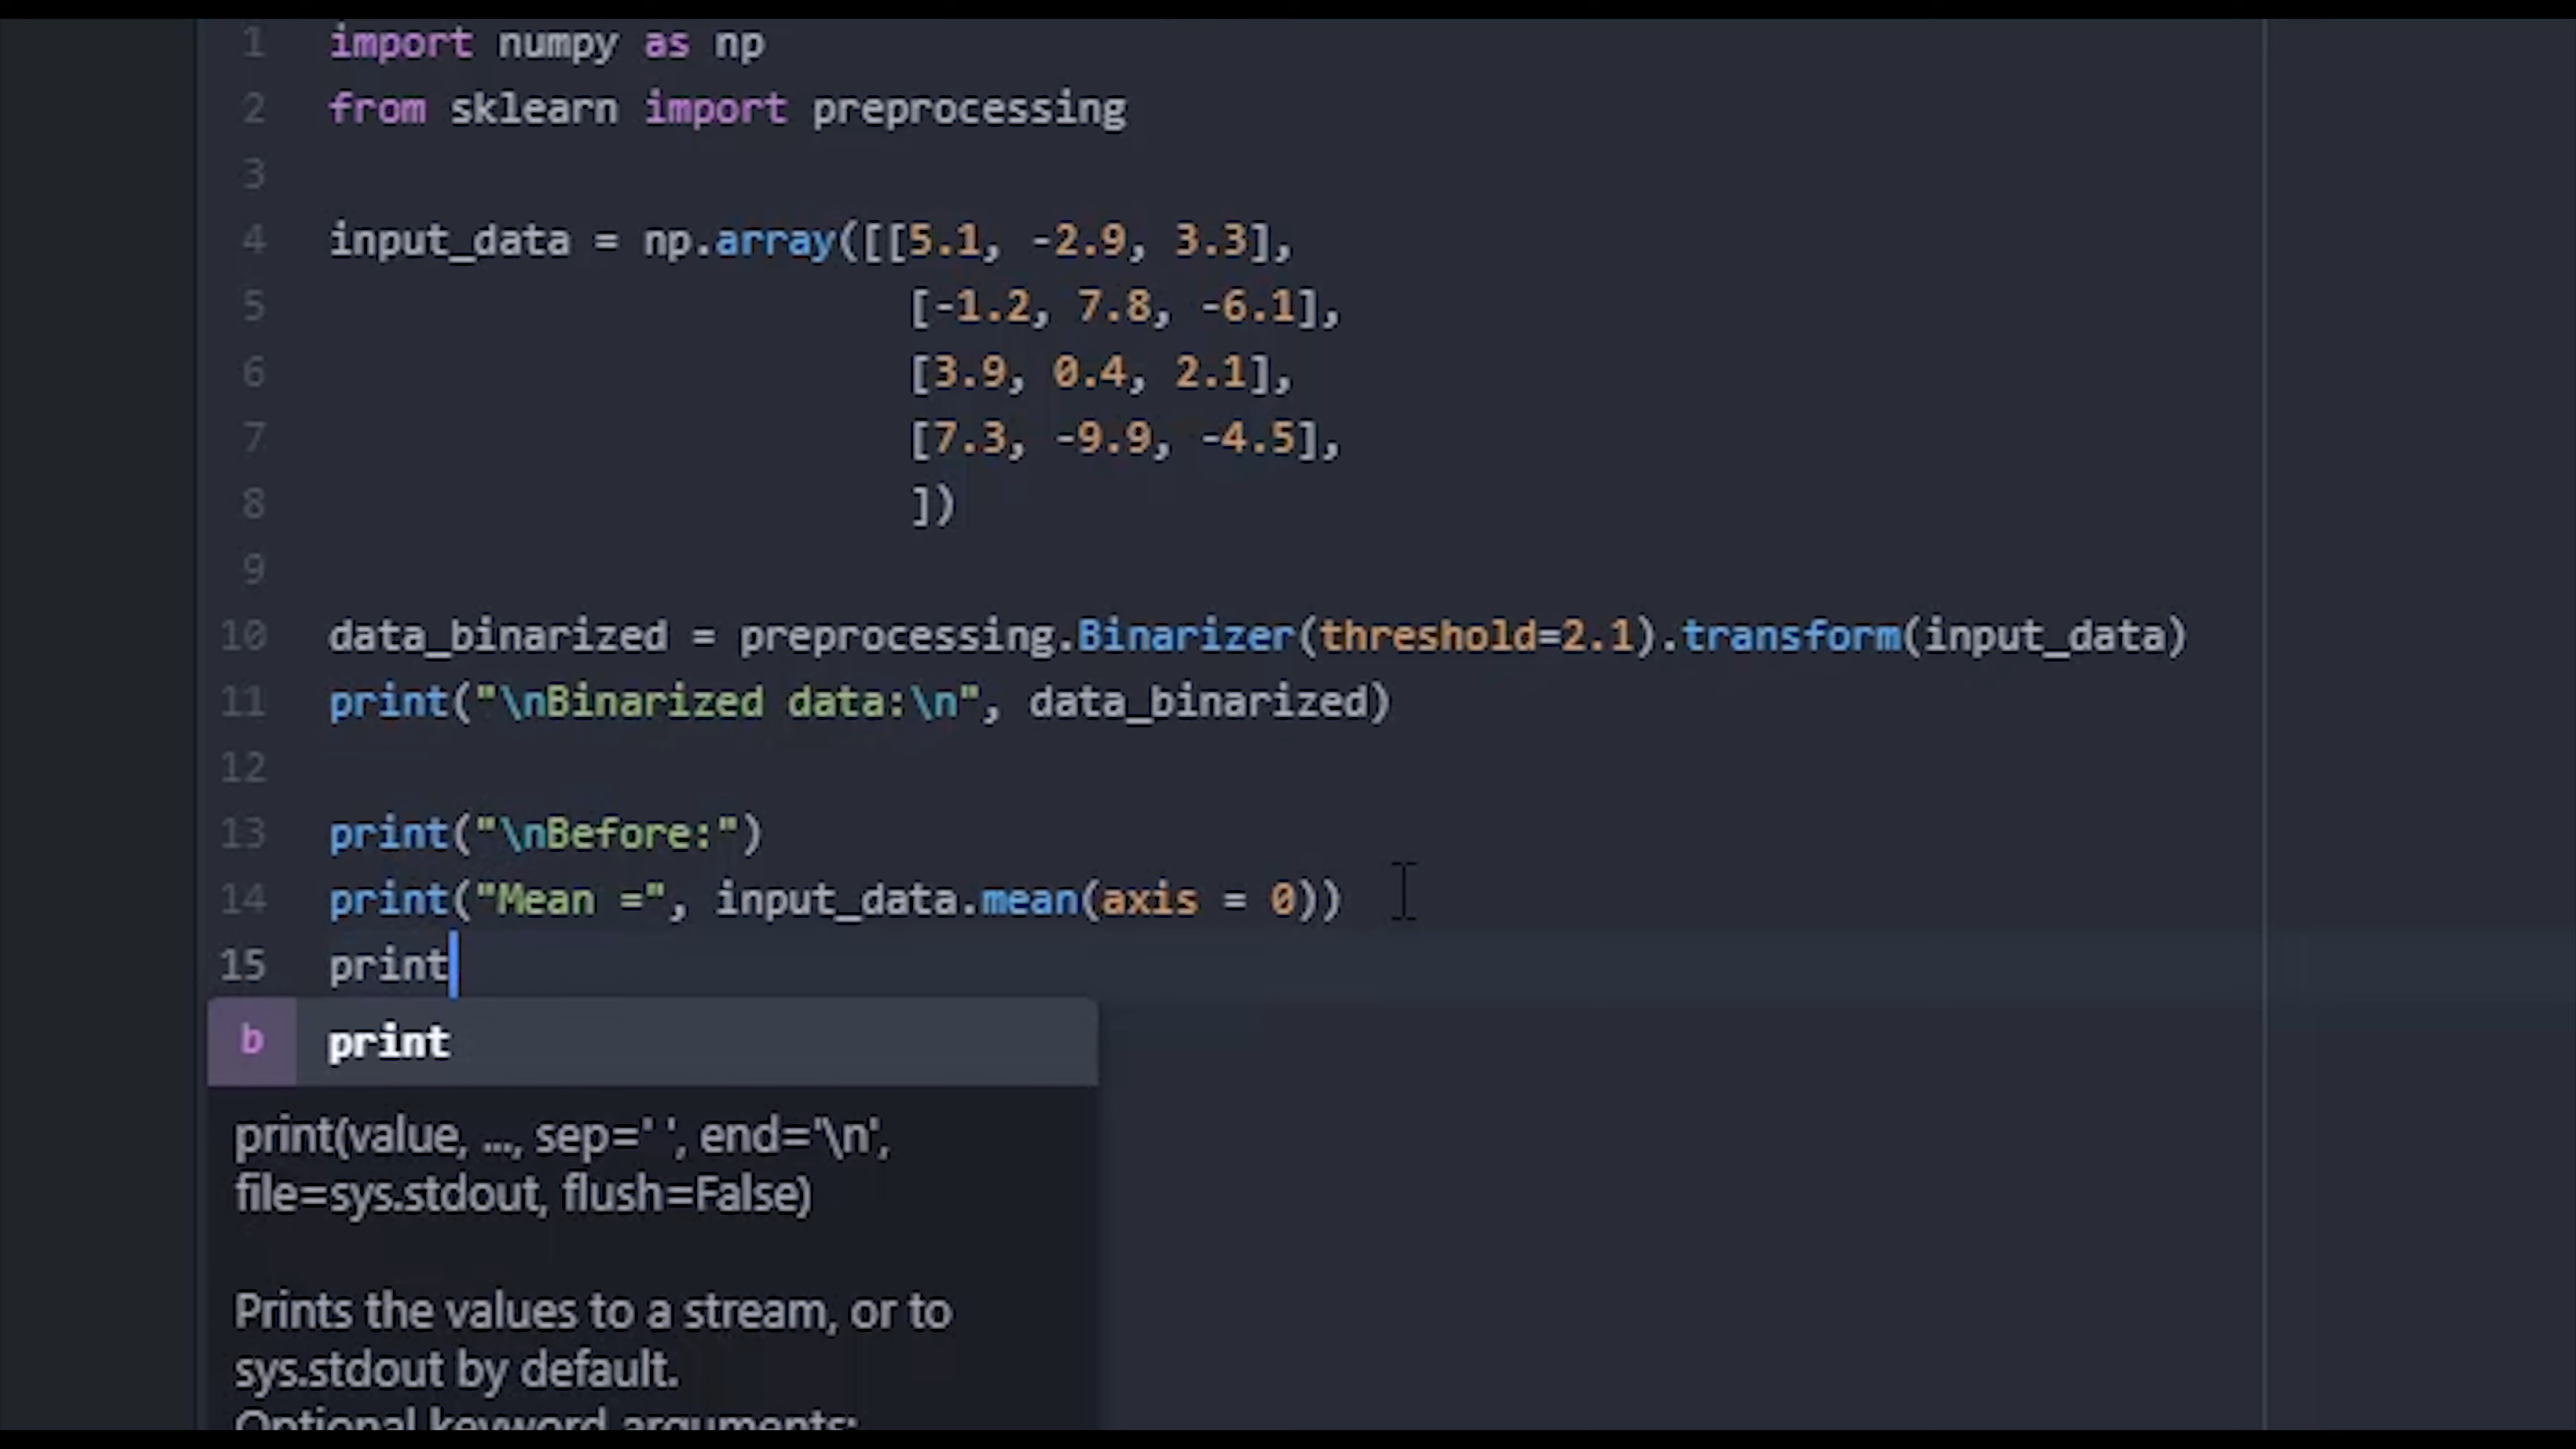 1 import numpy as np
2 from sklearn import preprocessing
3
4 input_data = np.array([[5.1, -2.9, 3.3],
5 [-1.2, 7.8, -6.1],
6 [3.9, 0.4, 2.1],
7 [7.3, -9.9, -4.5],
8 ])
9
10 data_binarized = preprocessing.Binarizer(threshold=2.1).transform(input_data)
11 print("\nBinarized data:\n", data_binarized)
12
13 print("\nBefore:")
14 print("Mean =", input_data.mean(axis = 0))
15 print
b print
print(value, ..., sep=' ', end='\n',
file=sys.stdout, flush=False)
Prints the values to a stream, or to
sys.stdout by default.
Optional keyword arguments: